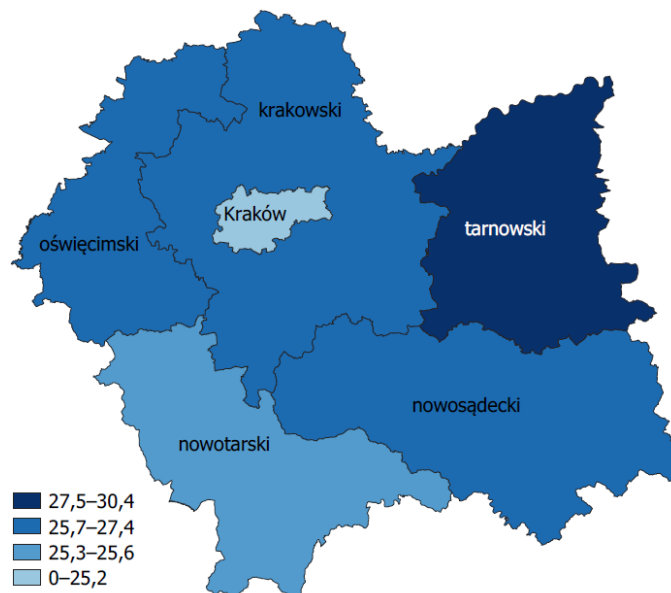 krakowski
Kraków
tarnowski
oświęcimski
nowosądecki
nowotarski
27,5–30,4
25,7–27,4
25,3–25,6
0–25,2